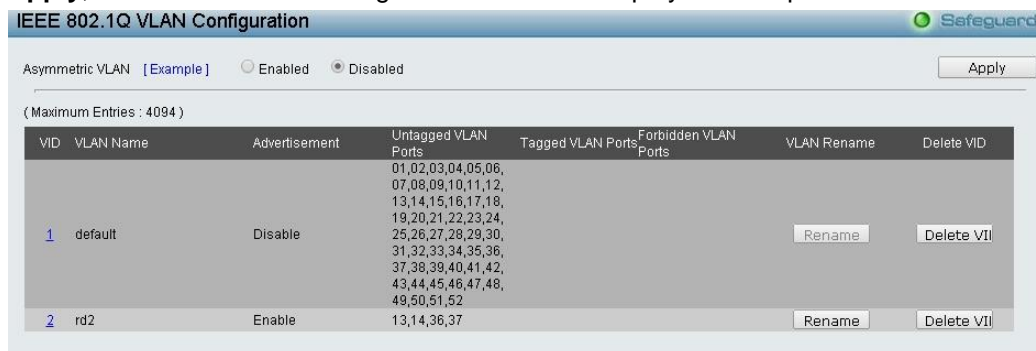 IEEE 802.1Q VLAN Configuration
Safeguard
Asymmetric VLAN [ Example ] Enabled Disabled
Apply
( Maximum Entries : 4094 )
VID VLAN Name Advertisement Untagged VLAN Ports Tagged VLAN Ports Forbidden VLAN Ports VLAN Rename Delete VID
1 default Disable
01,02,03,04,05,06,
07,08,09,10,11,12,
13,14,15,16,17,18,
19,20,21,22,23,24,
25,26,27,28,29,30,
31,32,33,34,35,36,
37,38,39,40,41,42,
43,44,45,46,47,48,
49,50,51,52
Rename Delete VII
2 rd2 Enable 13,14,36,37 Rename Delete VII